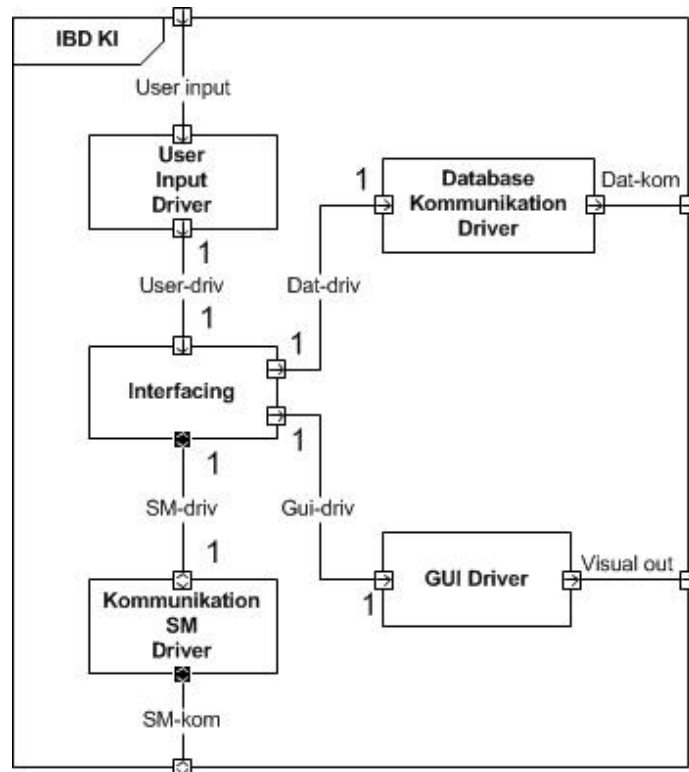 IBD KI
User input
User
Input
Driver
1
User-driv
1
Interfacing
1
1
1
SM-driv
1
Kommunikation
SM
Driver
SM-kom
Dat-driv
1
Database
Kommunikation
Driver
Dat-kom
Gui-driv
1
GUI Driver
Visual out